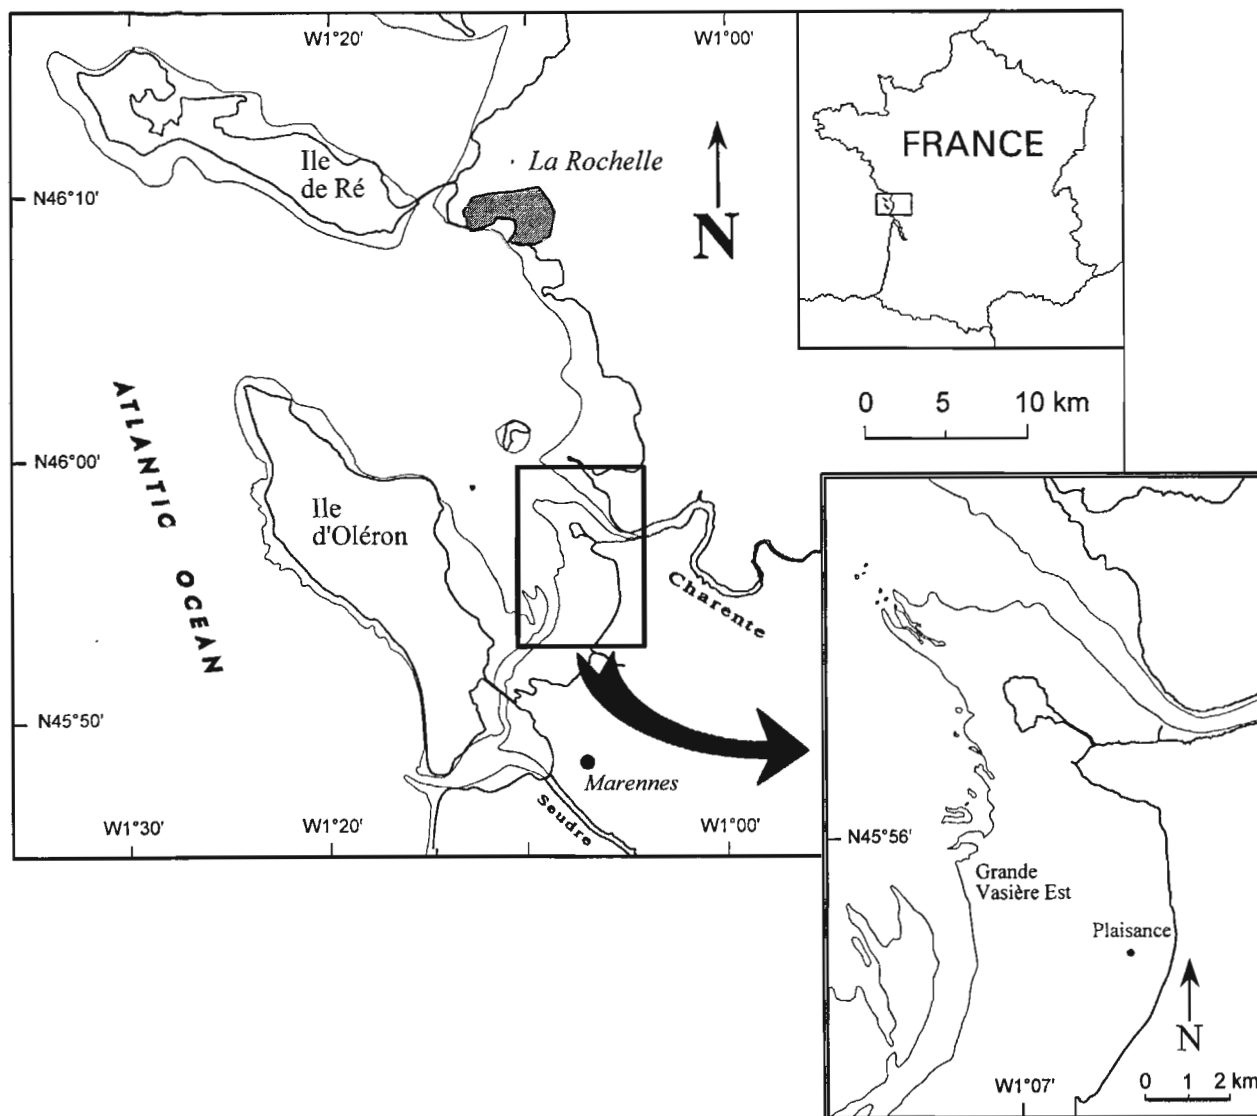 W1°20'
W1°00'
FRANCE
Ile
de Ré
La Rochelle
N46°10'
N
ATLANTIC OCEAN
0 5 10 km
N46°00'
Ile
d'Oléron
Charente
N45°50'
Marennes
Seudre
W1°30'
W1°20'
W1°00'
N45°56'
Grande
Vasière Est
Plaisance
N
W1°07'
0 1 2 km